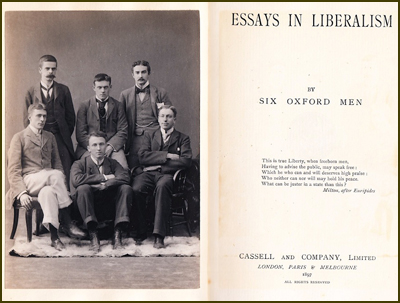 ESSAYS IN LIBERALISM
BY
SIX OXFORD MEN
This is true Liberty, when freeborn men,
Having to advise the public, may speak free:
Which he who can and will deserves high praise:
Who neither can nor will may hold his peace.
What can be juster in a state than this?
Milton, after Euripides
CASSELL AND COMPANY, LIMITED
LONDON, PARIS & MELBOURNE
1897
ALL RIGHTS RESERVED